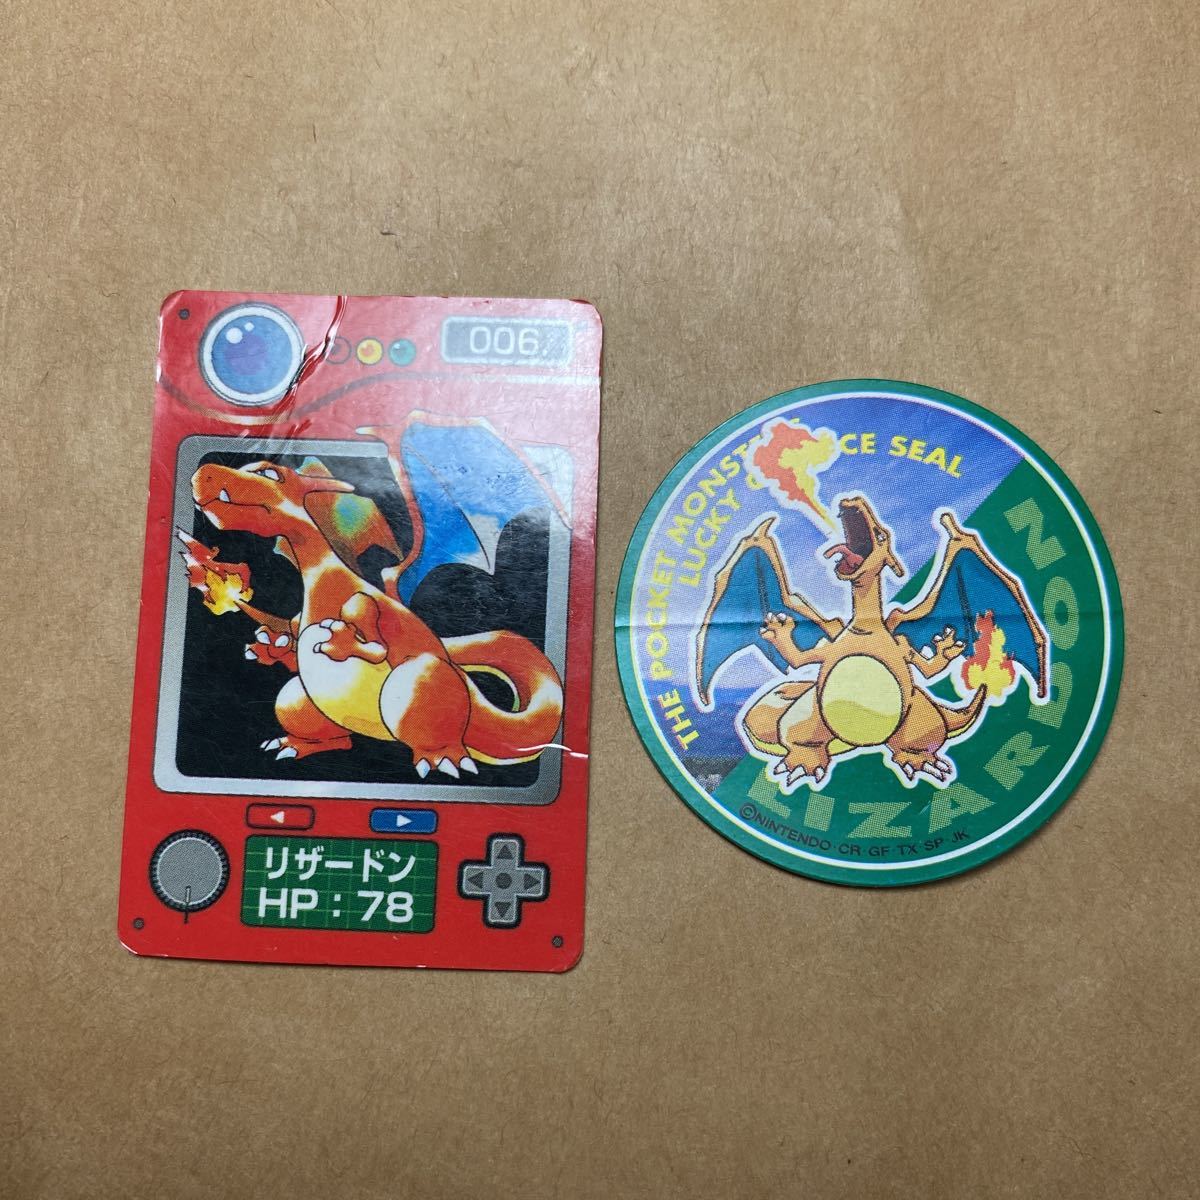 006.
リザードン
HP：78
THE POCKET MONST CE SEAL
LUCKY
LIZARDON
©NINTENDO·CR·GF·TX·SP·JK